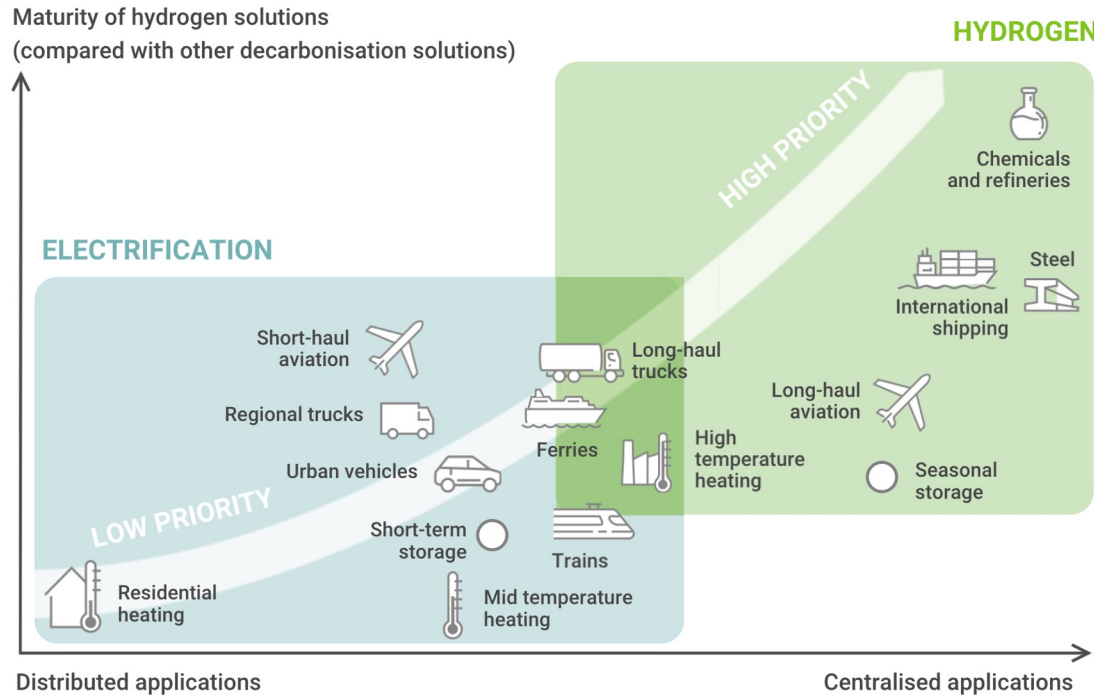 Maturity of hydrogen solutions
(compared with other decarbonisation solutions)
HYDROGEN
HIGH PRIORITY
Chemicals
and refineries
ELECTRIFICATION
Steel
International
shipping
Short-haul
aviation
Long-haul
trucks
Long-haul
aviation
Regional trucks
Ferries
High
temperature
heating
Urban vehicles
Seasonal
storage
LOW PRIORITY
Short-term
storage
Trains
Residential
heating
Mid temperature
heating
Distributed applications
Centralised applications